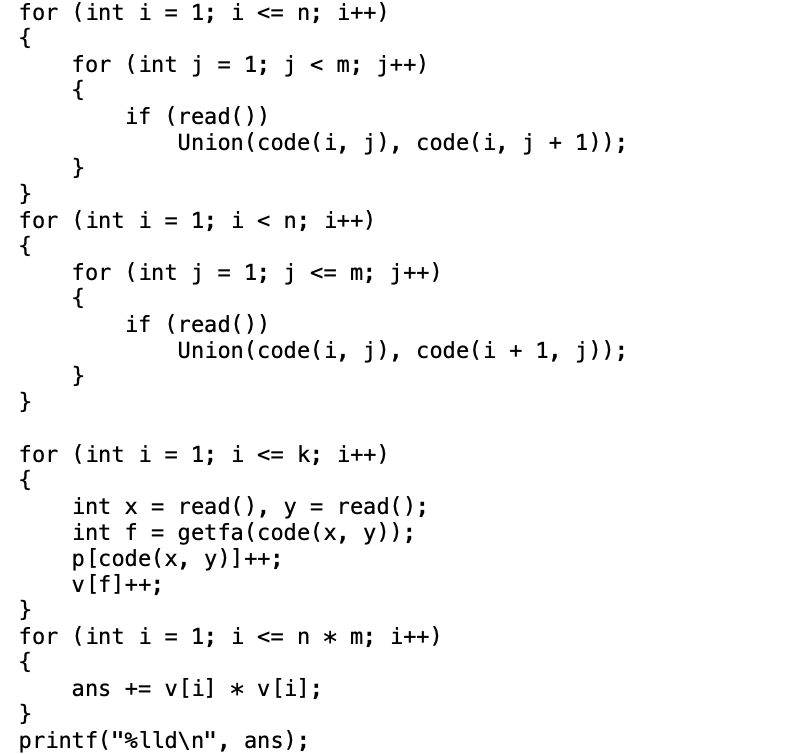 for (int i = 1; i <= n; i++)
{
    for (int j = 1; j < m; j++)
    {
        if (read())
            Union(code(i, j), code(i, j + 1));
    }
}
for (int i = 1; i < n; i++)
{
    for (int j = 1; j <= m; j++)
    {
        if (read())
            Union(code(i, j), code(i + 1, j));
    }
}

for (int i = 1; i <= k; i++)
{
    int x = read(), y = read();
    int f = getfa(code(x, y));
    p[code(x, y)]++;
    v[f]++;
}
for (int i = 1; i <= n * m; i++)
{
    ans += v[i] * v[i];
}
printf("%lld\n", ans);